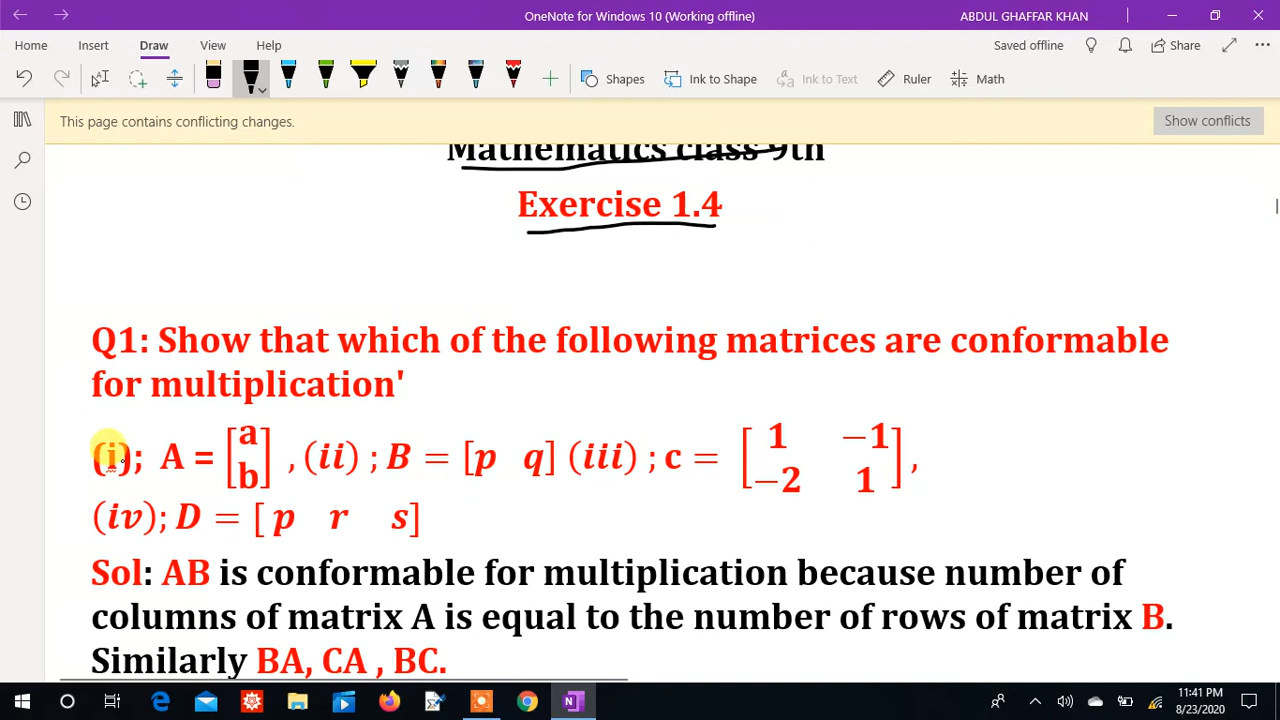 OneNote for Windows 10 (Working offline)
ABDUL GHAFFAR KHAN
Home Insert Draw View Help
Saved offline
Share
Shapes
Ink to Shape
Ink to Text
Ruler
Math
This page contains conflicting changes.
Show conflicts
Mathematics class 9th
Exercise 1.4
Q1: Show that which of the following matrices are conformable
for multiplication'
(i); A = [a b] , (ii) ; B = [p q] (iii) ; c = [1 −1 −2 1] ,
(iv); D = [ p r s]
Sol: AB is conformable for multiplication because number of
columns of matrix A is equal to the number of rows of matrix B.
Similarly BA, CA , BC.
11:41 PM
8/23/2020